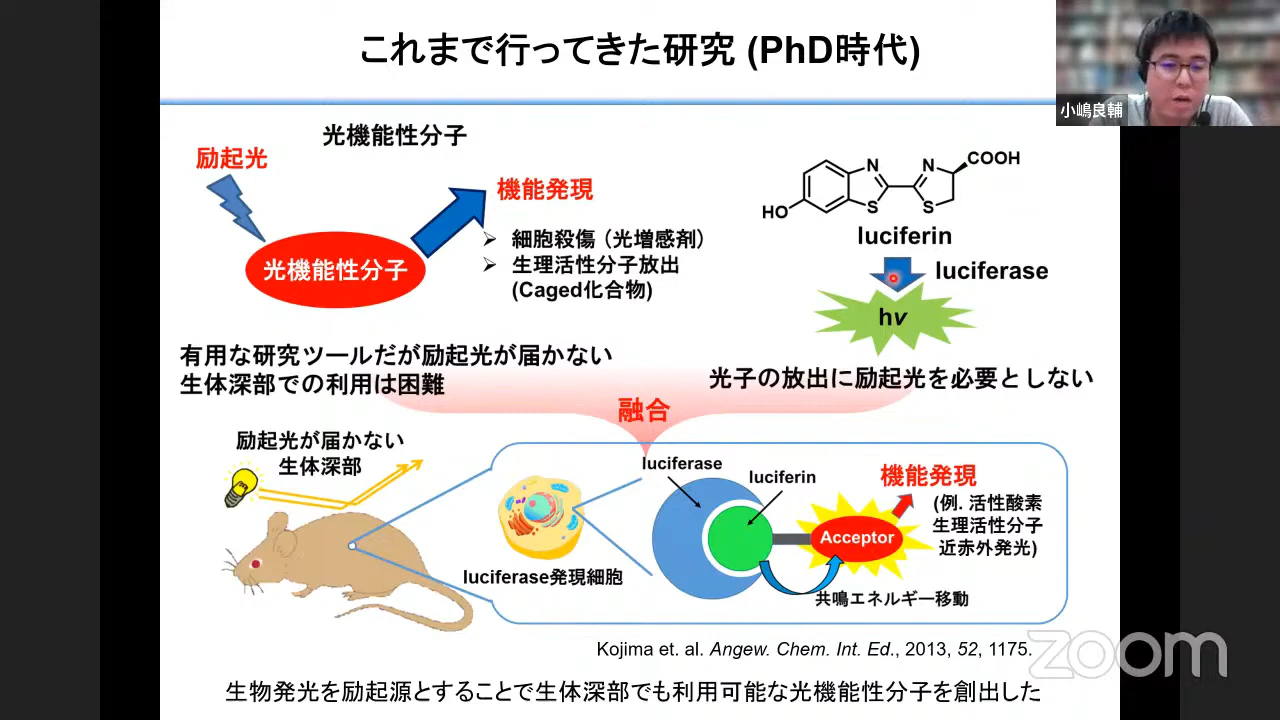 これまで行ってきた研究 (PhD時代)
小嶋良輔
光機能性分子
励起光
機能発現
光機能性分子
➢ 細胞殺傷（光増感剤）
➢ 生理活性分子放出
(Caged化合物)
N
N
COOH
HO
S
S
luciferin
luciferase
hν
有用な研究ツールだが励起光が届かない
生体深部での利用は困難
光子の放出に励起光を必要としない
融合
励起光が届かない
生体深部
luciferase
luciferin
機能発現
(例. 活性酸素
生理活性分子
近赤外発光)
Acceptor
luciferase発現細胞
共鳴エネルギー移動
Kojima et. al. Angew. Chem. Int. Ed., 2013, 52, 1175.
zoom
生物発光を励起源とすることで生体深部でも利用可能な光機能性分子を創出した